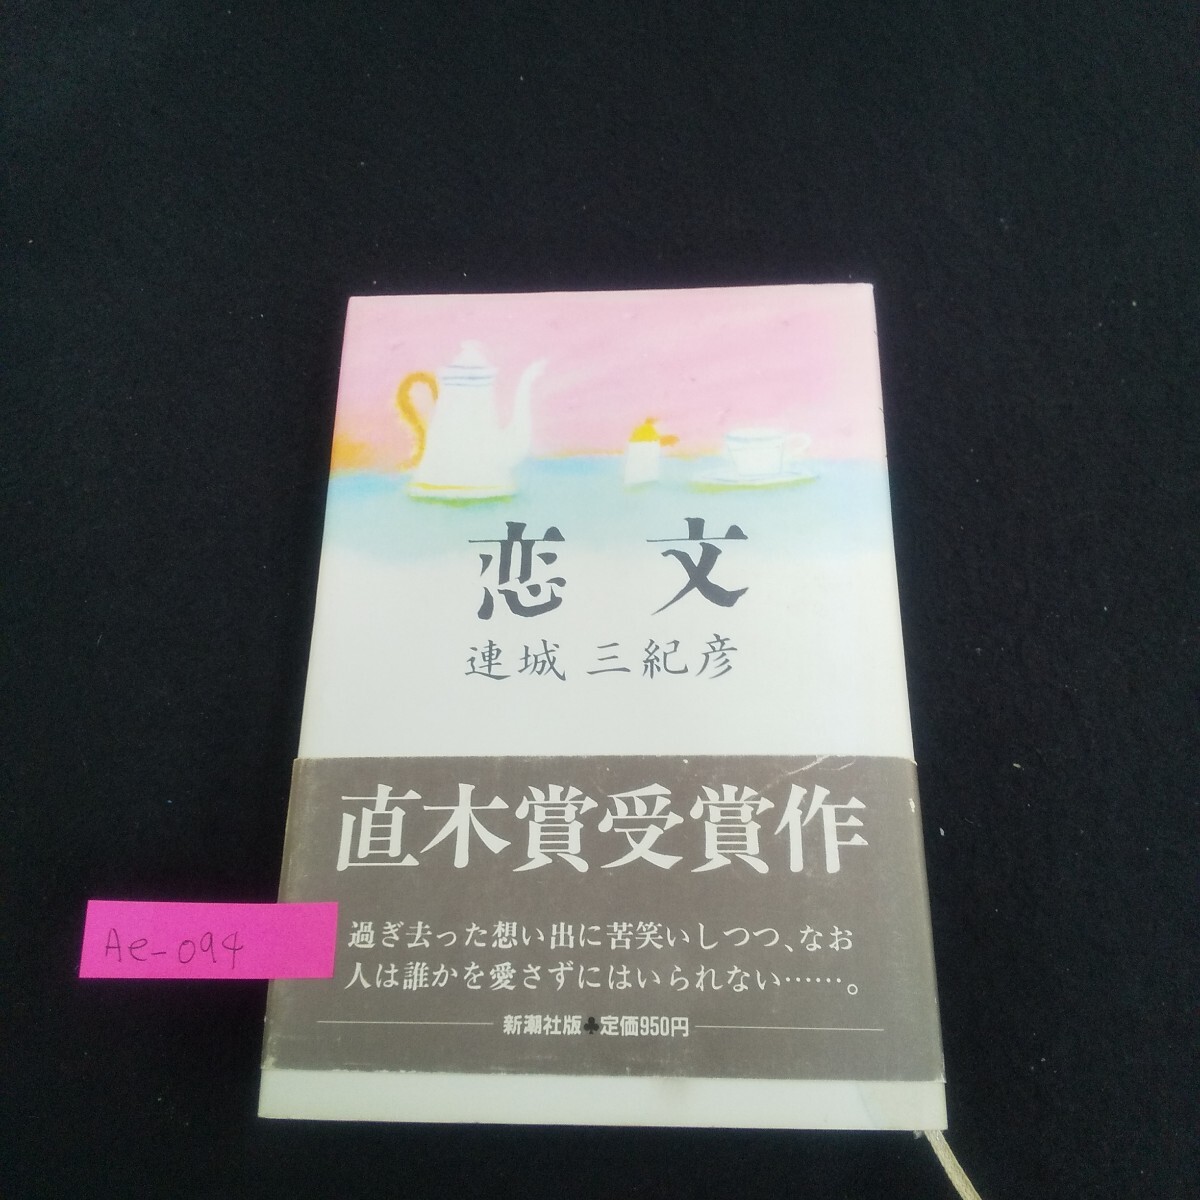 恋文
連城 三紀彦
直木賞受賞作
過ぎ去った想い出に苦笑いしつつ、なお
人は誰かを愛さずにはいられない……。
新潮社版♣定価950円
Ae-094